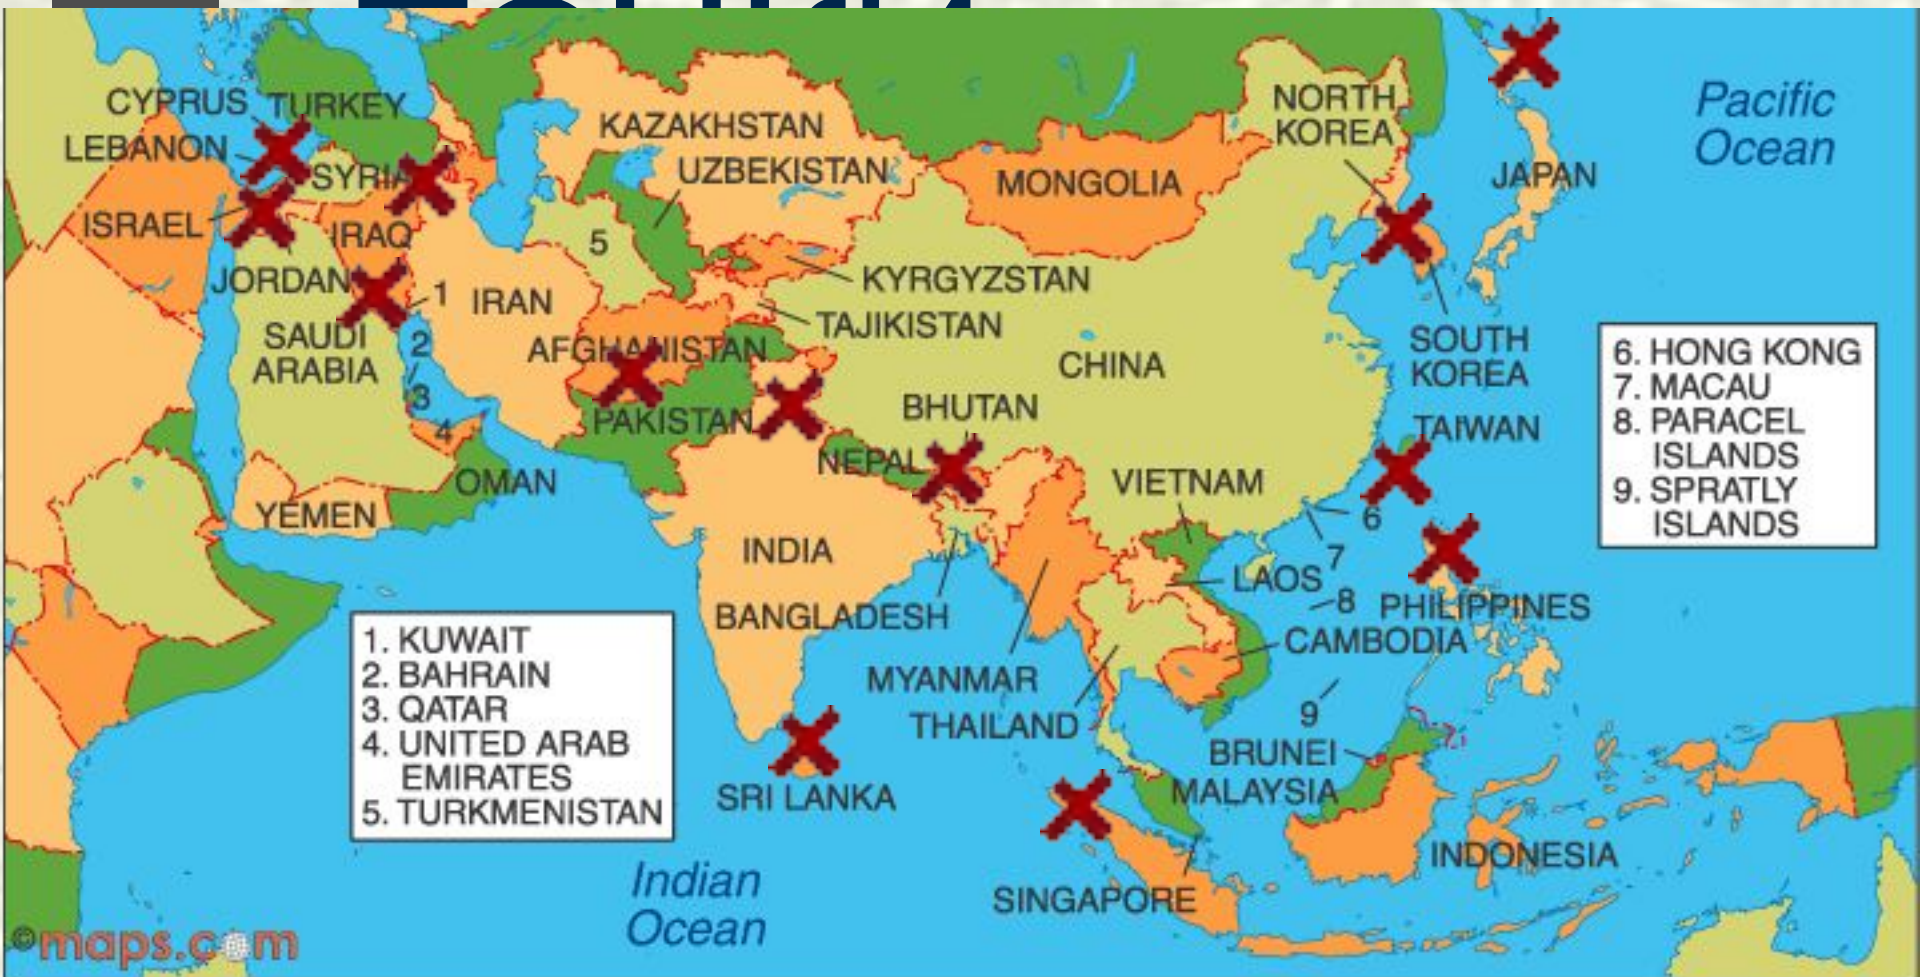 CYPRUS
TURKEY
LEBANON
SYRIA
ISRAEL
IRAQ
JORDAN
SAUDI
ARABIA
YEMEN
OMAN
1
2
3
4
IRAN
5
KAZAKHSTAN
UZBEKISTAN
MONGOLIA
KYRGYZSTAN
TAJIKISTAN
AFGHANISTAN
PAKISTAN
CHINA
BHUTAN
NEPAL
INDIA
BANGLADESH
MYANMAR
THAILAND
SRI LANKA
VIETNAM
LAOS
CAMBODIA
NORTH
KOREA
JAPAN
SOUTH
KOREA
TAIWAN
6
7
8
PHILIPPINES
9
BRUNEI
MALAYSIA
SINGAPORE
INDONESIA
Pacific
Ocean
Indian
Ocean
1. KUWAIT
2. BAHRAIN
3. QATAR
4. UNITED ARAB
EMIRATES
5. TURKMENISTAN
6. HONG KONG
7. MACAU
8. PARACEL
ISLANDS
9. SPRATLY
ISLANDS
©maps.com